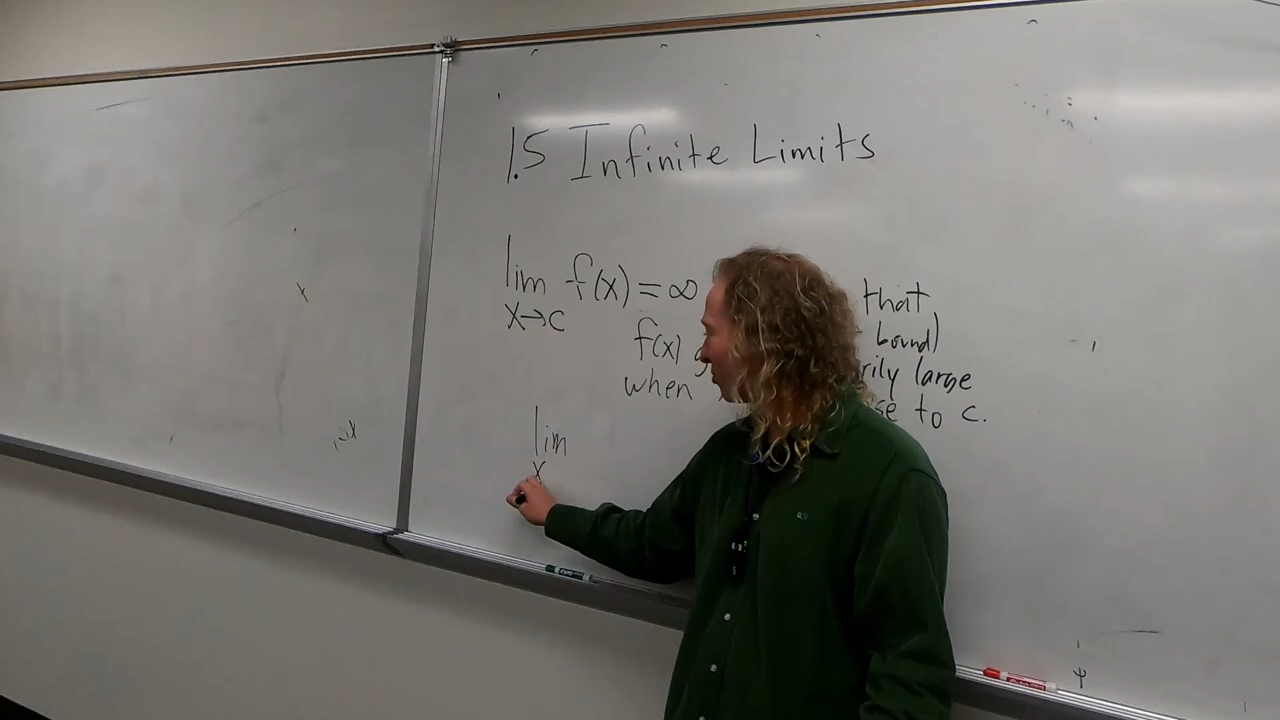 1.5 Infinite Limits
lim f(x) = ∞ that
x→c
f(x) bound)
rily large
when se to c.
lim
x